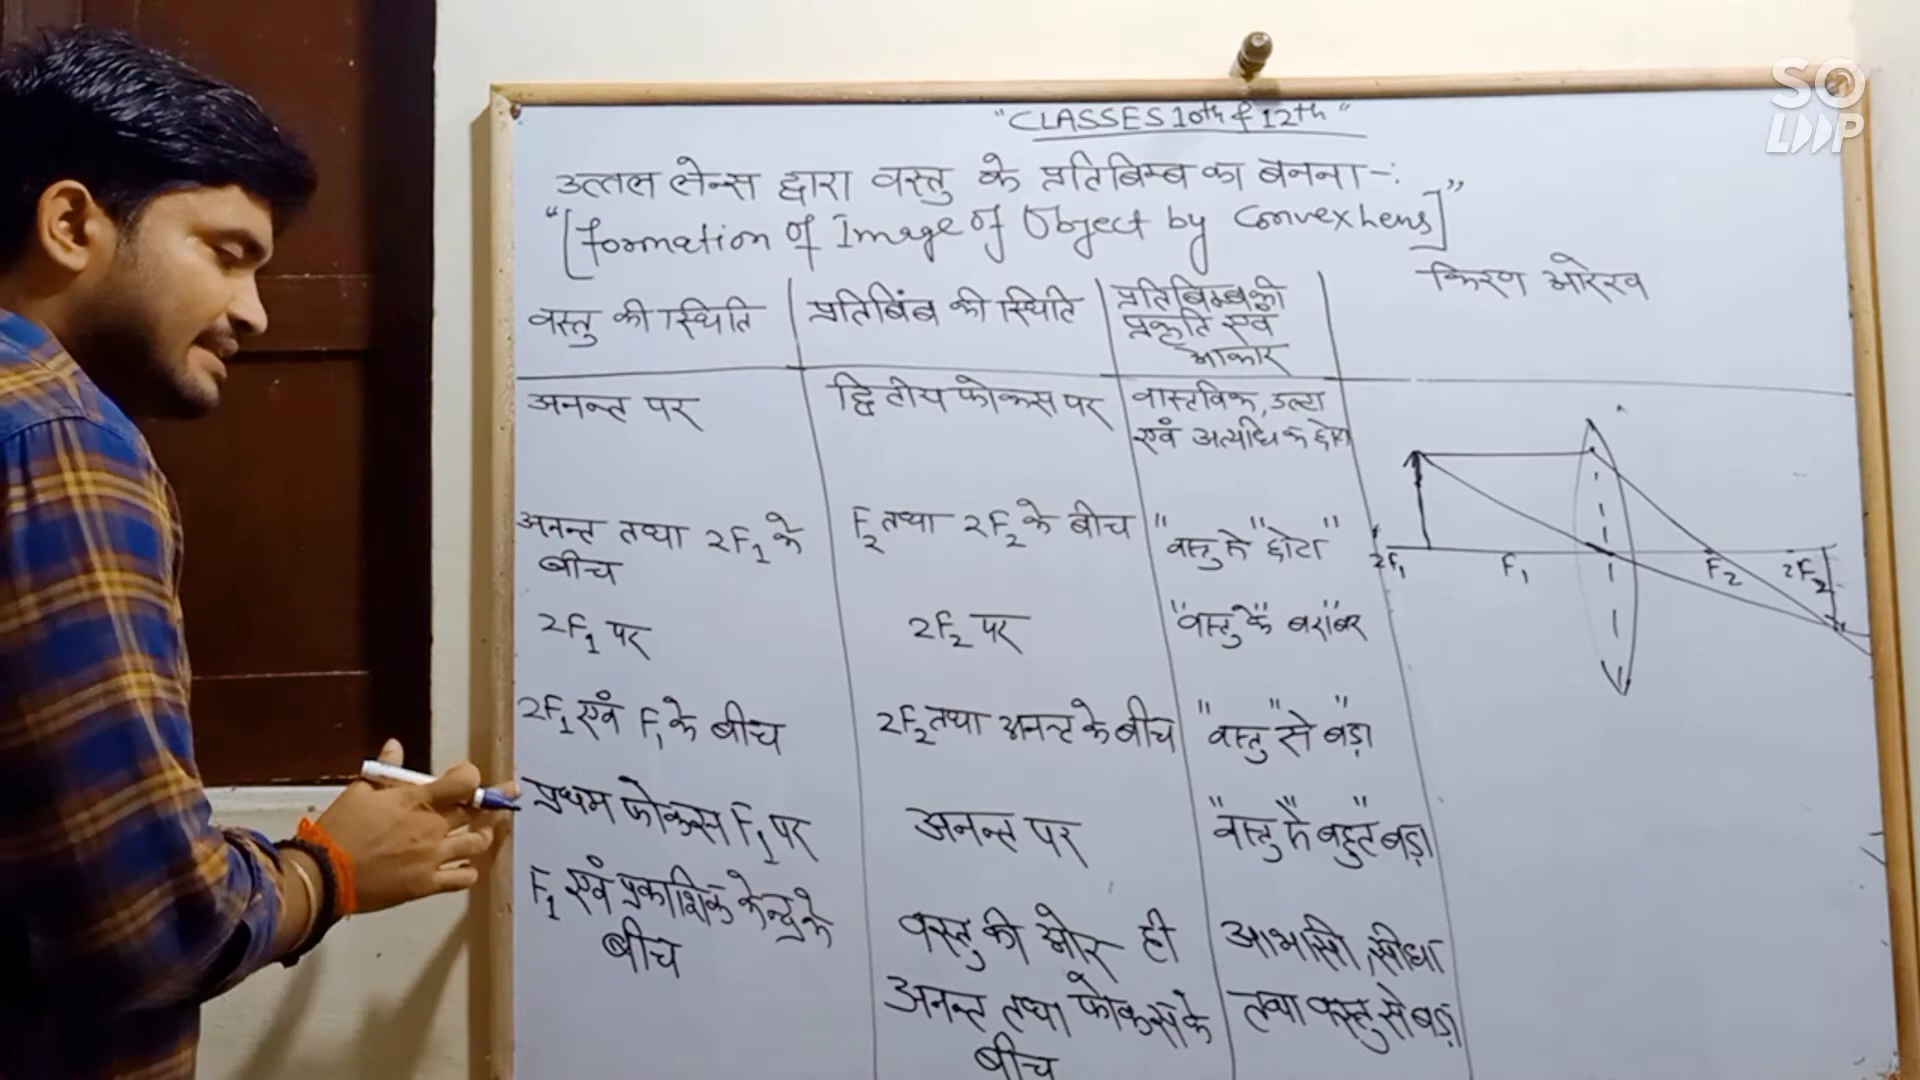 "CLASSES 10th & 12th"
उत्तल लेन्स द्वारा वस्तु के प्रतिबिम्ब का बनना -:
"[formation of Image of Object by Convex Lens]"
वस्तु की स्थिति
प्रतिबिंब की स्थिति
प्रतिबिम्ब की
प्रकृति एवं
आकार
किरण आरेख
अनन्त पर
द्वितीय फोकस पर
वास्तविक, उल्टा
एवं अत्यधिक छोटा
अनन्त तथा 2F1 के
बीच
F2 तथा 2F2 के बीच
" " "
वस्तु से छोटा
2F1 पर
2F2 पर
" " "
वस्तु के बराबर
2F1 एवं F1 के बीच
2F2 तथा अनन्त के बीच
" " "
वस्तु से बड़ा
प्रथम फोकस F1 पर
अनन्त पर
" " "
वस्तु से बहुत बड़ा
F1 एवं प्रकाशिक केन्द्र के
बीच
वस्तु की ओर ही
अनन्त तथा फोकस के
बीच
आभासी, सीधा
तथा वस्तु से बड़ा
2F1
F1
F2
2F2
SO
LOOP